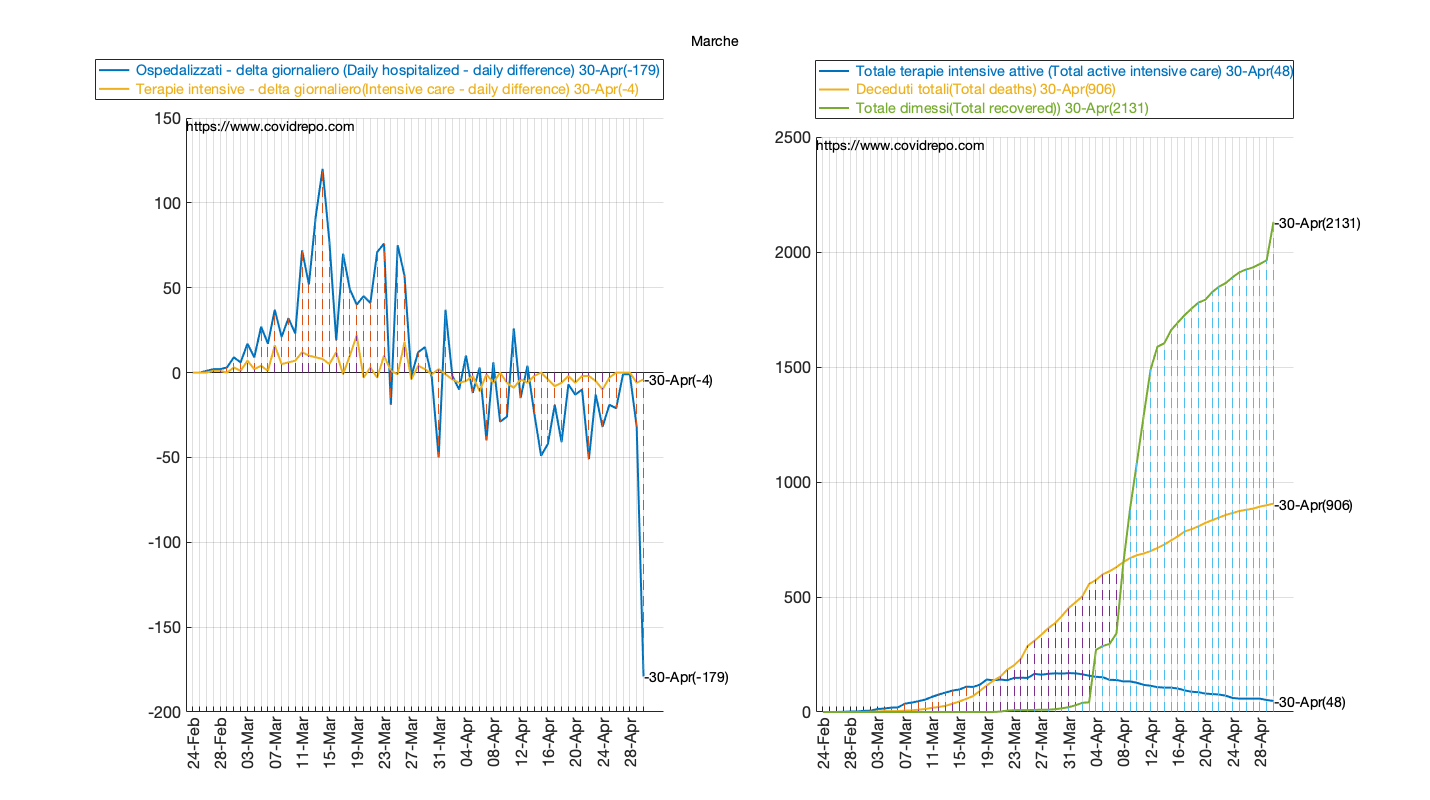 Marche
Ospedalizzati - delta giornaliero (Daily hospitalized - daily difference) 30-Apr(-179)
Terapie intensive - delta giornaliero(Intensive care - daily difference) 30-Apr(-4)
https://www.covidrepo.com
150
100
50
0
-50
-100
-150
-200
-30-Apr(-4)
-30-Apr(-179)
24-Feb
28-Feb
03-Mar
07-Mar
11-Mar
15-Mar
19-Mar
23-Mar
27-Mar
31-Mar
04-Apr
08-Apr
12-Apr
16-Apr
20-Apr
24-Apr
28-Apr
Totale terapie intensive attive (Total active intensive care) 30-Apr(48)
Deceduti totali(Total deaths) 30-Apr(906)
Totale dimessi(Total recovered)) 30-Apr(2131)
https://www.covidrepo.com
2500
2000
1500
1000
500
0
-30-Apr(2131)
-30-Apr(906)
-30-Apr(48)
24-Feb
28-Feb
03-Mar
07-Mar
11-Mar
15-Mar
19-Mar
23-Mar
27-Mar
31-Mar
04-Apr
08-Apr
12-Apr
16-Apr
20-Apr
24-Apr
28-Apr